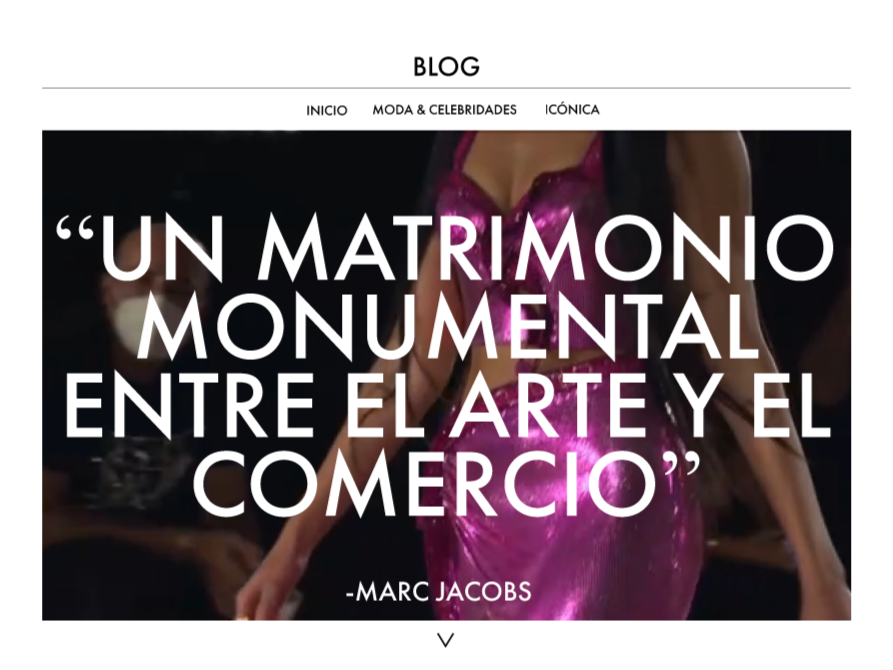 BLOG
INICIO MODA & CELEBRIDADES ICÓNICA
“UN MATRIMONIO
MONUMENTAL
ENTRE EL ARTE Y EL
COMERCIO”
-MARC JACOBS